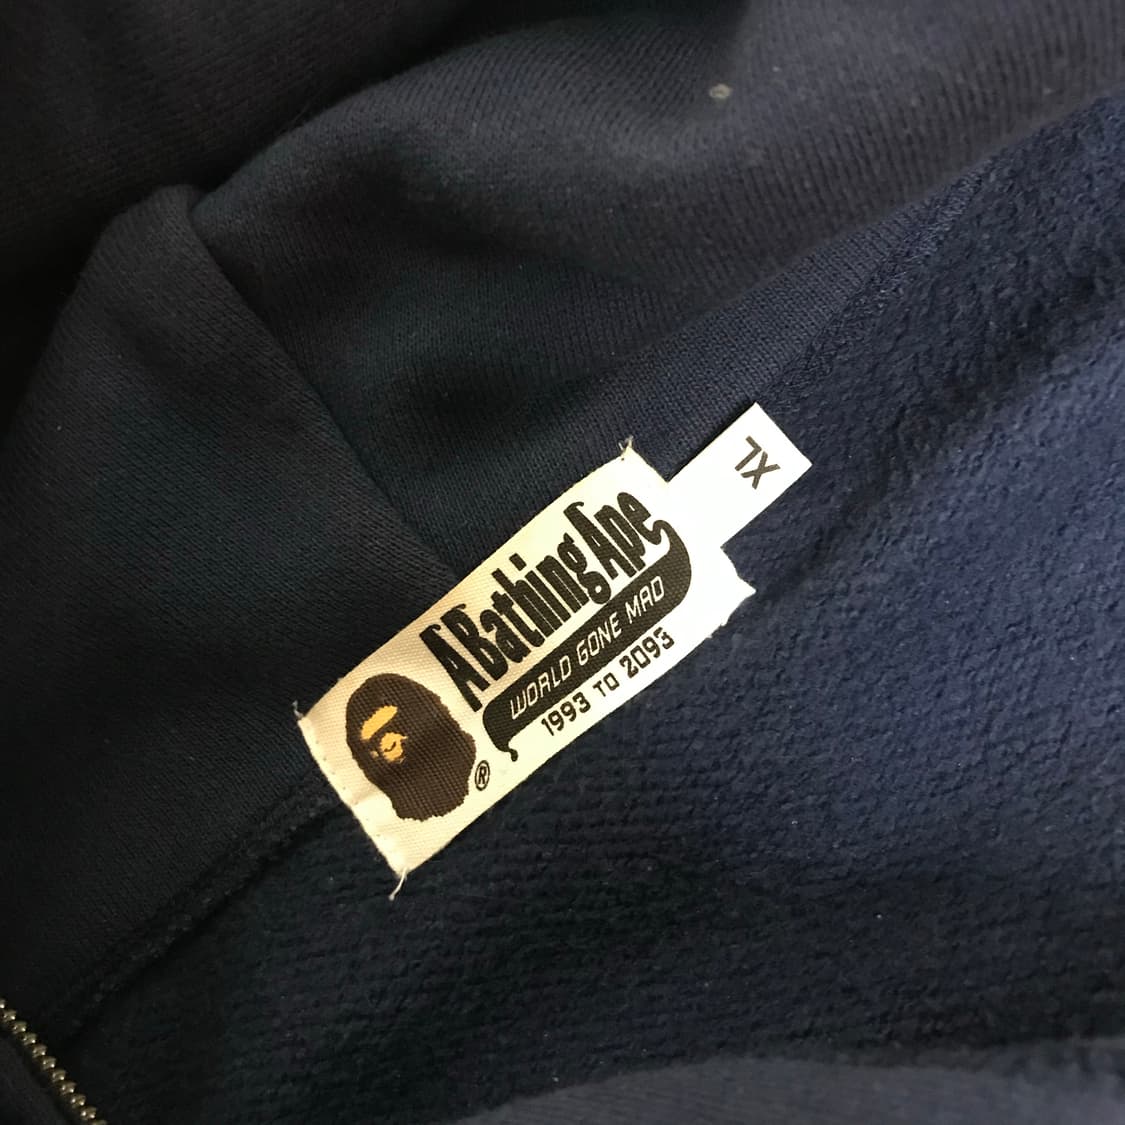 A Bathing Ape
WORLD GONE MAD
1993 TO 2093
®
XL